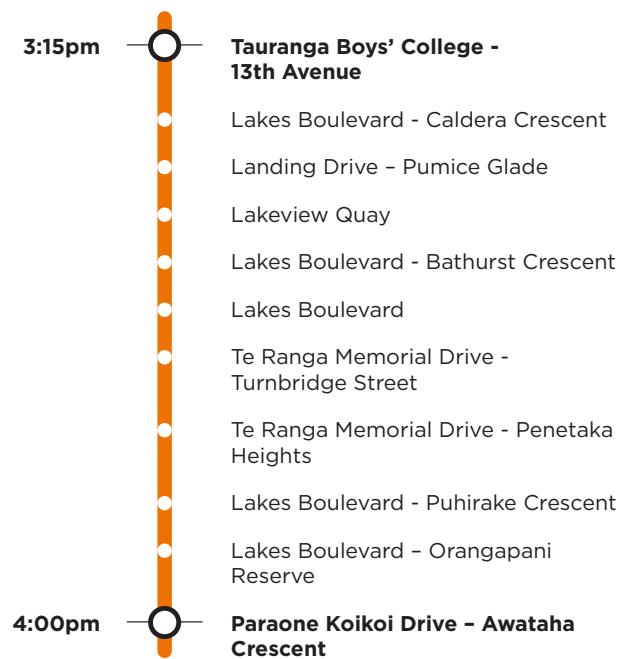 3:15pm Tauranga Boys’ College -
13th Avenue
Lakes Boulevard - Caldera Crescent
Landing Drive – Pumice Glade
Lakeview Quay
Lakes Boulevard - Bathurst Crescent
Lakes Boulevard
Te Ranga Memorial Drive -
Turnbridge Street
Te Ranga Memorial Drive - Penetaka
Heights
Lakes Boulevard - Puhirake Crescent
Lakes Boulevard – Orangapani
Reserve
4:00pm Paraone Koikoi Drive – Awataha
Crescent